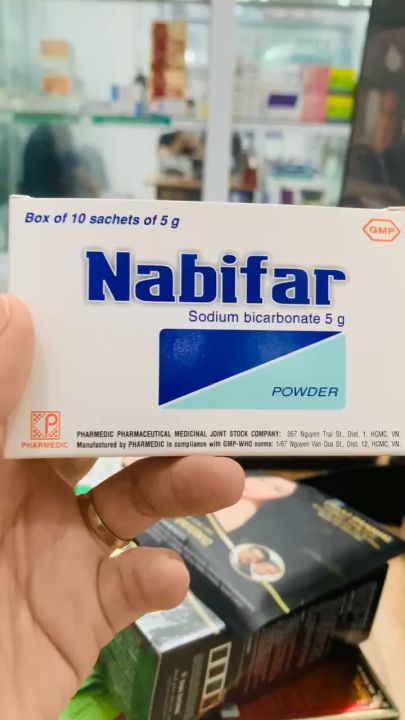 Box of 10 sachets of 5 g
GMP
Nabifar
Sodium bicarbonate 5 g
POWDER
P
PHARMEDIC
PHARMEDIC PHARMACEUTICAL MEDICINAL JOINT STOCK COMPANY: 367 Nguyen Trai St., Dist. 1, HCMC, VN.
Manufactured by PHARMEDIC in compliance with GMP-WHO norms: 1/67 Nguyen Van Qua St., Dist. 12, HCMC, VN.